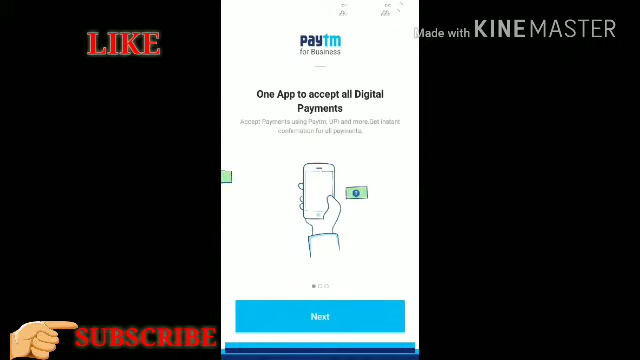 LIKE
Made with KINEMASTER
paytm
for Business
One App to accept all Digital
Payments
Accept Payments using Paytm, UPI and more.Get instant
confirmation for all payments.
Next
SUBSCRIBE